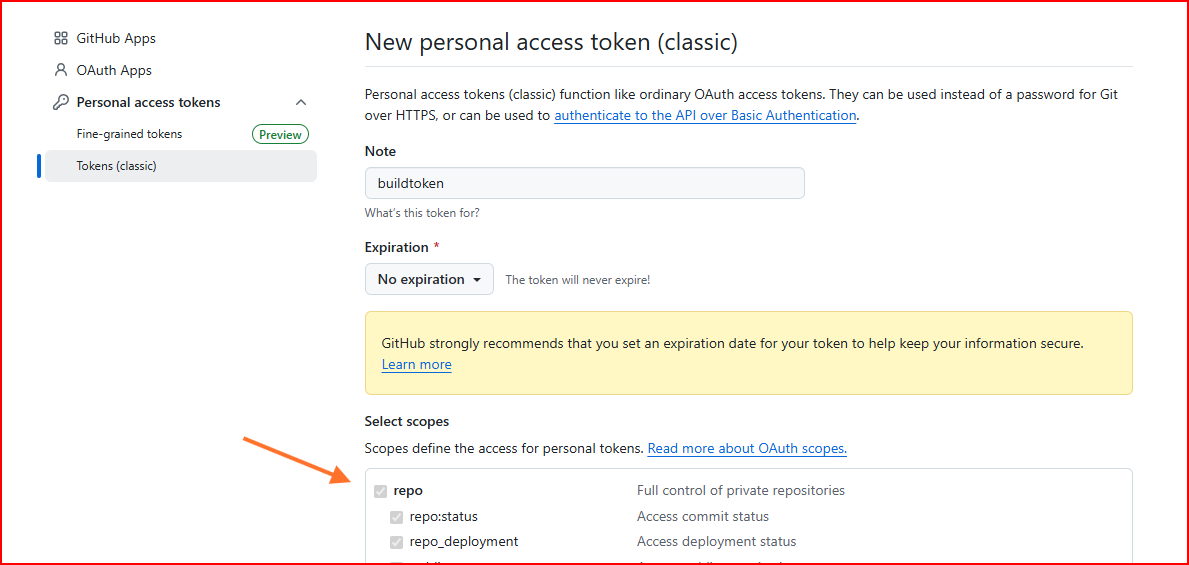 GitHub Apps
OAuth Apps
Personal access tokens
Fine-grained tokens
Preview
Tokens (classic)
New personal access token (classic)
Personal access tokens (classic) function like ordinary OAuth access tokens. They can be used instead of a password for Git
over HTTPS, or can be used to authenticate to the API over Basic Authentication.
Note
buildtoken
What's this token for?
Expiration *
No expiration
The token will never expire!
GitHub strongly recommends that you set an expiration date for your token to help keep your information secure.
Learn more
Select scopes
Scopes define the access for personal tokens. Read more about OAuth scopes.
repo Full control of private repositories
repo:status Access commit status
repo_deployment Access deployment status